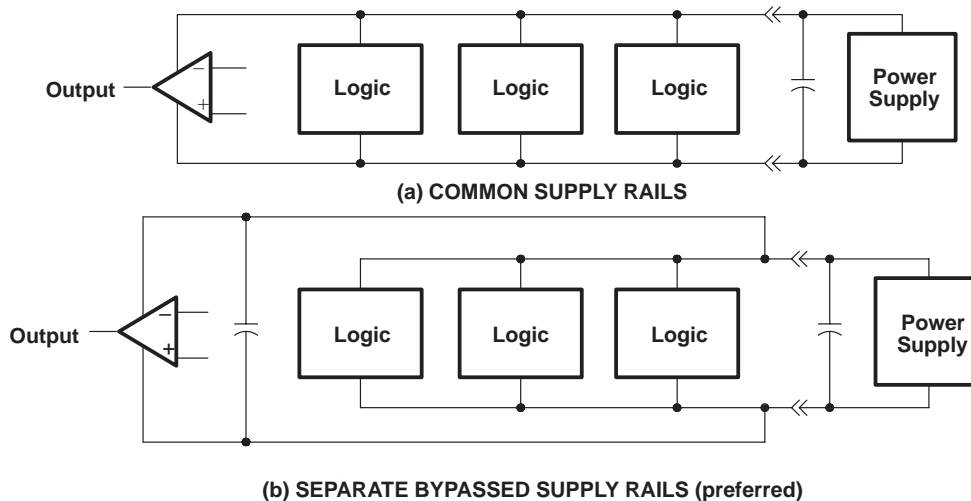 Output
−
+
Logic
Logic
Logic
Power
Supply
(a) COMMON SUPPLY RAILS
Output
−
+
Logic
Logic
Logic
Power
Supply
(b) SEPARATE BYPASSED SUPPLY RAILS (preferred)